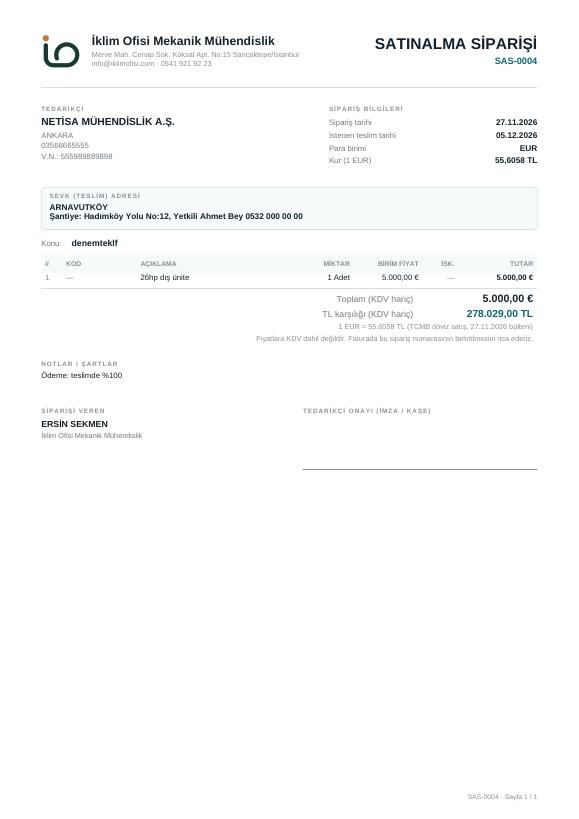 İklim Ofisi Mekanik Mühendislik
Merve Mah. Cenap Sok. Köksal Apt. No:15 Sancaktepe/İstanbul
info@iklimofisi.com · 0541 921 92 23
SATINALMA SİPARİŞİ
SAS-0004
TEDARİKÇİ
NETİSA MÜHENDİSLİK A.Ş.
ANKARA
03566665555
V.N.: 555989889898
SİPARİŞ BİLGİLERİ
Sipariş tarihi 27.11.2026
İstenen teslim tarihi 05.12.2026
Para birimi EUR
Kur (1 EUR) 55,6058 TL
SEVK (TESLİM) ADRESİ
ARNAVUTKÖY
Şantiye: Hadımköy Yolu No:12, Yetkili Ahmet Bey 0532 000 00 00
Konu: denemteklf
# KOD AÇIKLAMA MİKTAR BİRİM FİYAT İSK. TUTAR
1 — 26hp dış ünite 1 Adet 5.000,00 € — 5.000,00 €
Toplam (KDV hariç) 5.000,00 €
TL karşılığı (KDV hariç) 278.029,00 TL
1 EUR = 55,6058 TL (TCMB döviz satış, 27.11.2026 bülteni)
Fiyatlara KDV dahil değildir. Faturada bu sipariş numarasının belirtilmesini rica ederiz.
NOTLAR / ŞARTLAR
Ödeme: teslimde %100
SİPARİŞİ VEREN
ERSİN SEKMEN
İklim Ofisi Mekanik Mühendislik
TEDARİKÇİ ONAYI (İMZA / KAŞE)
SAS-0004 · Sayfa 1 / 1